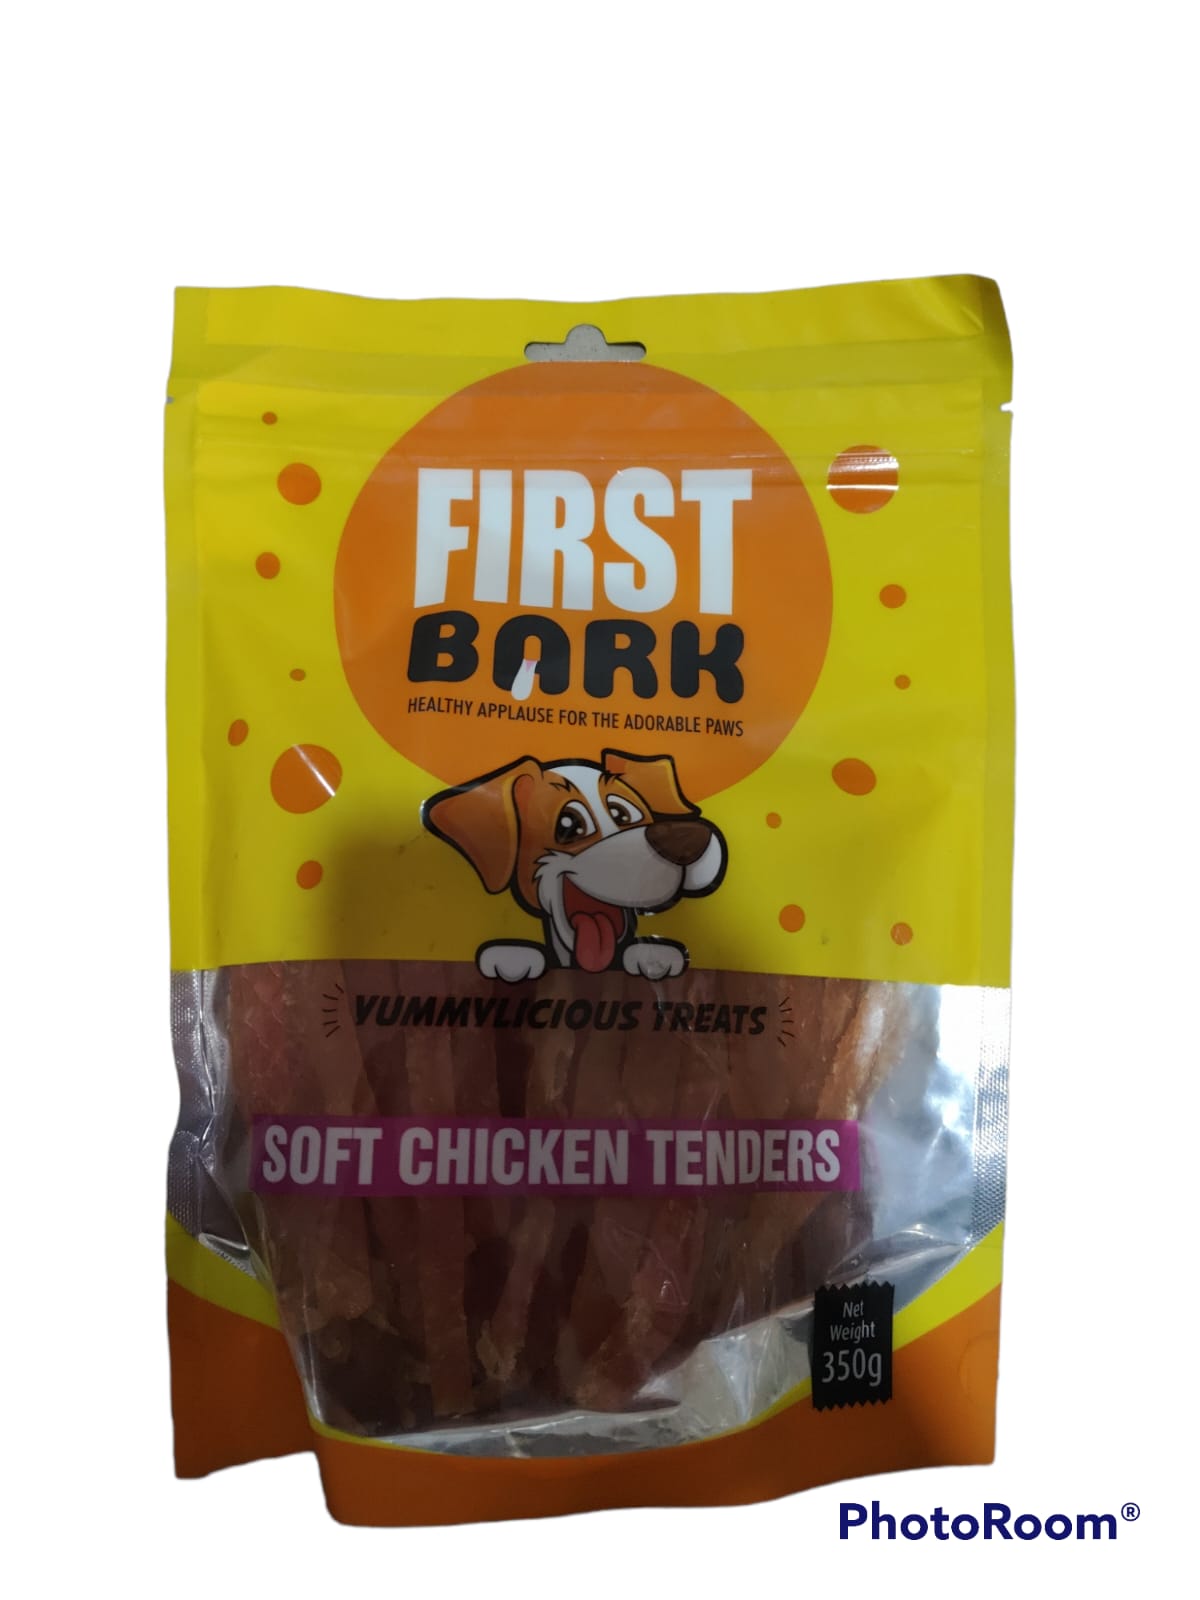 FIRST
BARK
HEALTHY APPLAUSE FOR THE ADORABLE PAWS
YUMMYLICIOUS TREATS
SOFT CHICKEN TENDERS
Net
Weight
350g
PhotoRoom®